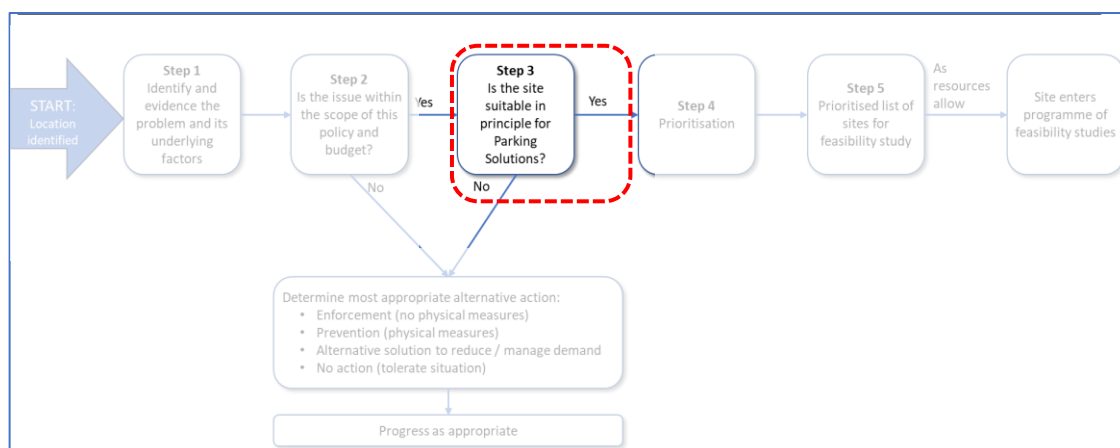 START:
Location
identified
Step 1
Identify and
evidence the
problem and its
underlying
factors
Step 2
Is the issue within
the scope of this
policy and
budget?
Yes
No
Step 3
Is the site
suitable in
principle for
Parking
Solutions?
Yes
No
Step 4
Prioritisation
Step 5
Prioritised list of
sites for
feasibility study
As
resources
allow
Site enters
programme of
feasibility studies
Determine most appropriate alternative action:
• Enforcement (no physical measures)
• Prevention (physical measures)
• Alternative solution to reduce / manage demand
• No action (tolerate situation)
Progress as appropriate